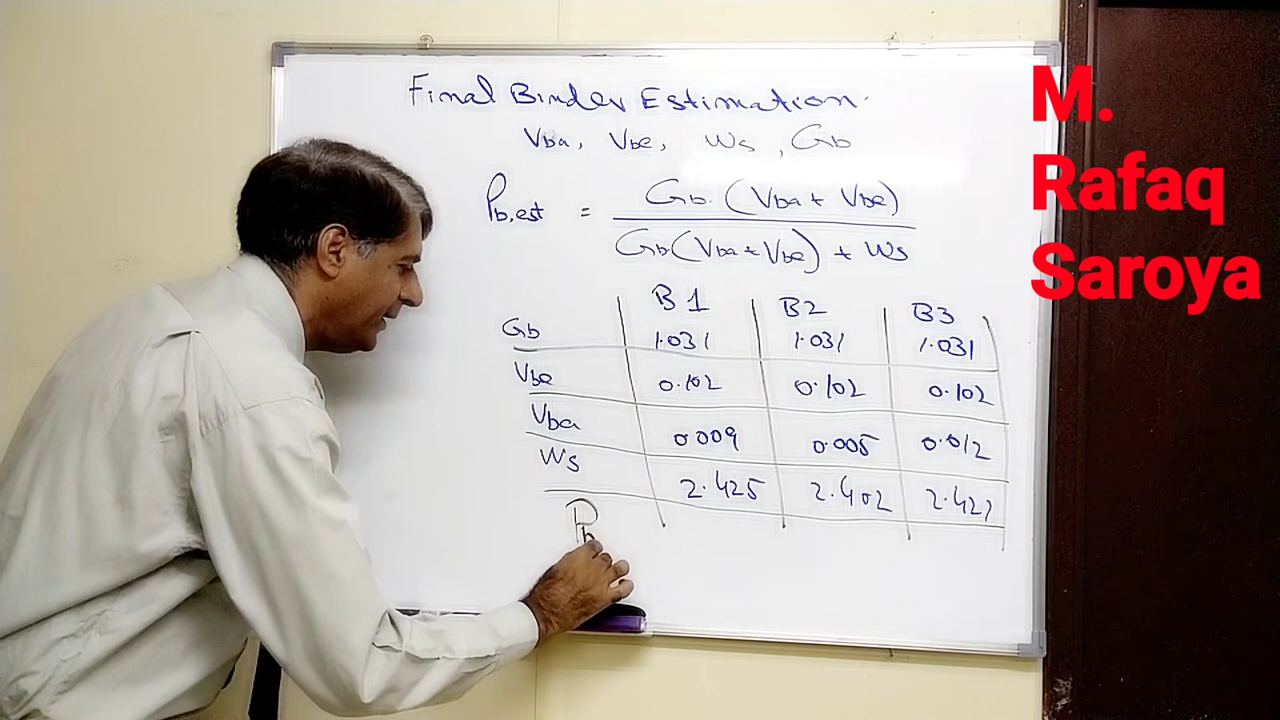 Final Binder Estimation.
Vba, Vbe, Ws, Gb
Pb,est = Gb. (Vba + Vbe)
Gb(Vba+Vbe) + Ws
B1 B2 B3
Gb 1.031 1.031 1.031
Vbe 0.102 0.102 0.102
Vba 0.009 0.005 0.012
Ws 2.425 2.402 2.427
Pb
M.
Rafaq
Saroya